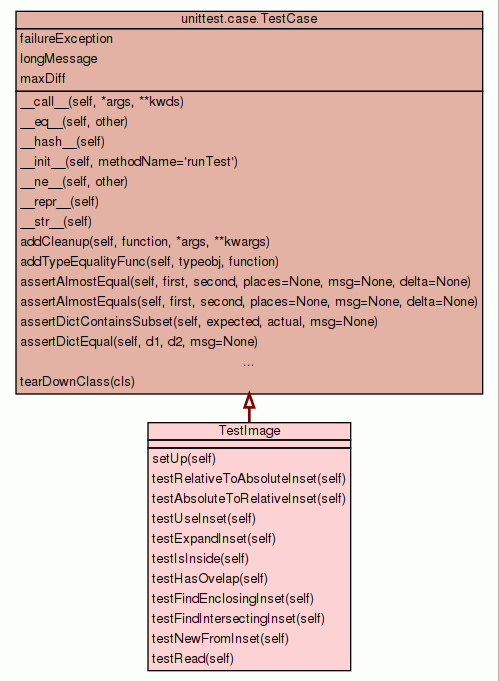 unittest.case.TestCase
failureException
longMessage
maxDiff
__call__(self, *args, **kwds)
__eq__(self, other)
__hash__(self)
__init__(self, methodName='runTest')
__ne__(self, other)
__repr__(self)
__str__(self)
addCleanup(self, function, *args, **kwargs)
addTypeEqualityFunc(self, typeobj, function)
assertAlmostEqual(self, first, second, places=None, msg=None, delta=None)
assertAlmostEquals(self, first, second, places=None, msg=None, delta=None)
assertDictContainsSubset(self, expected, actual, msg=None)
assertDictEqual(self, d1, d2, msg=None)
...
tearDownClass(cls)
TestImage
setUp(self)
testRelativeToAbsoluteInset(self)
testAbsoluteToRelativeInset(self)
testUseInset(self)
testExpandInset(self)
testIsInside(self)
testHasOvelap(self)
testFindEnclosingInset(self)
testFindIntersectingInset(self)
testNewFromInset(self)
testRead(self)